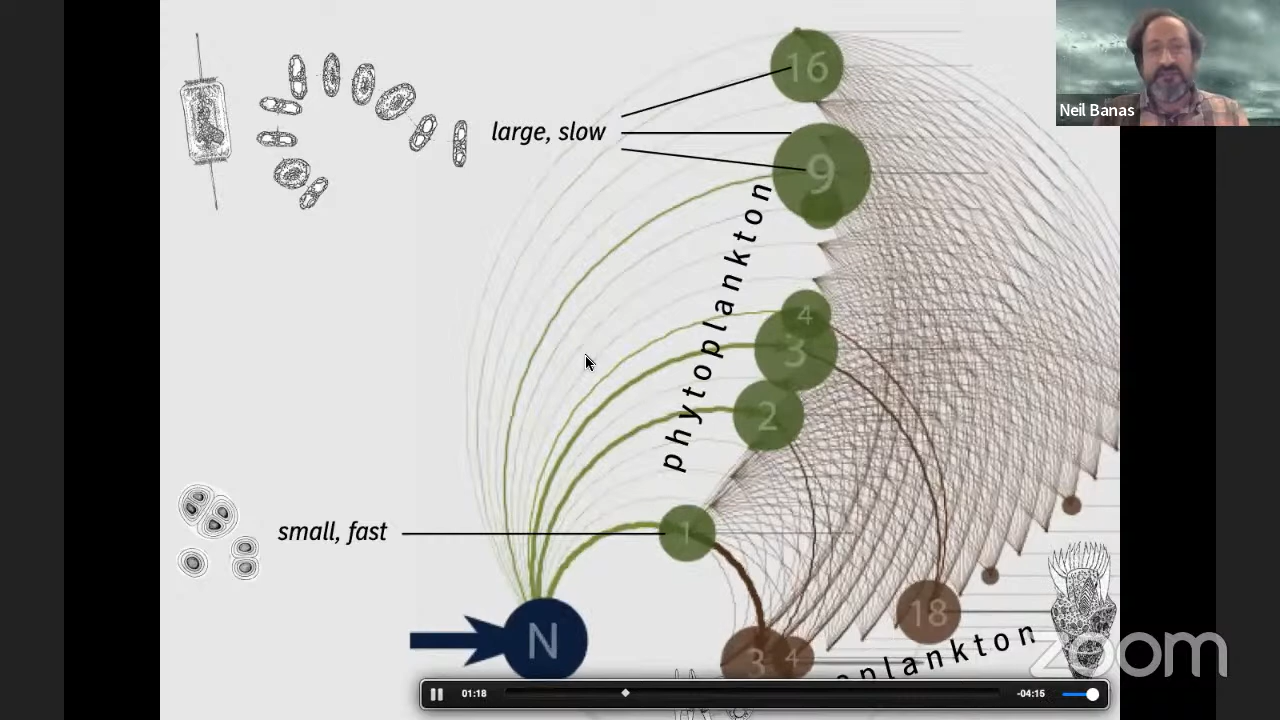 16
Neil Banas
large, slow
9
phytoplankton
4
3
2
small, fast
1
18
N
3
4
oplankton
zoom
01:18
-04:15